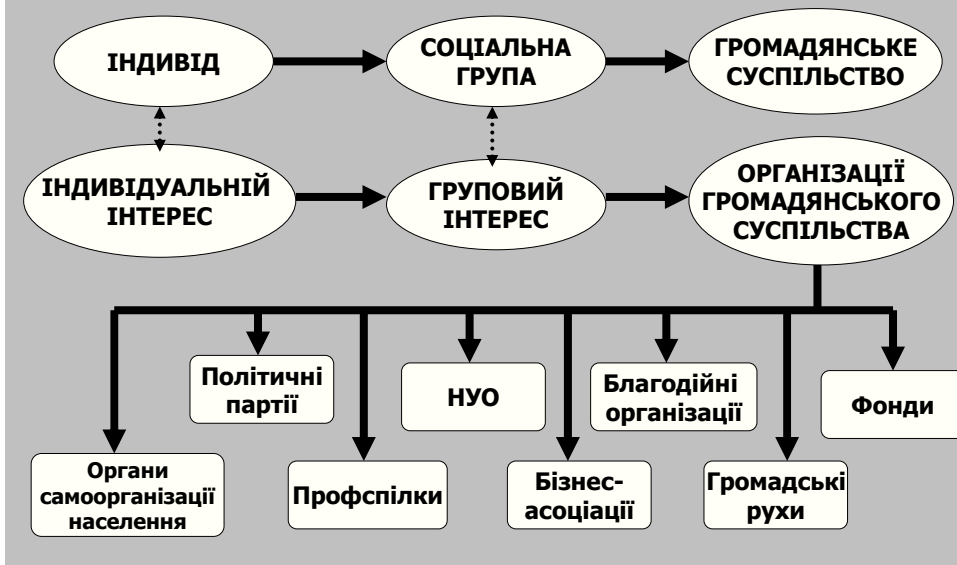 ІНДИВІД
СОЦІАЛЬНА
ГРУПА
ГРОМАДЯНСЬКЕ
СУСПІЛЬСТВО
ІНДИВІДУАЛЬНІЙ
ІНТЕРЕС
ГРУПОВИЙ
ІНТЕРЕС
ОРГАНІЗАЦІЇ
ГРОМАДЯНСЬКОГО
СУСПІЛЬСТВА
Політичні
партії
НУО
Благодійні
організації
Фонди
Органи
самоорганізації
населення
Профспілки
Бізнес-
асоціації
Громадські
рухи